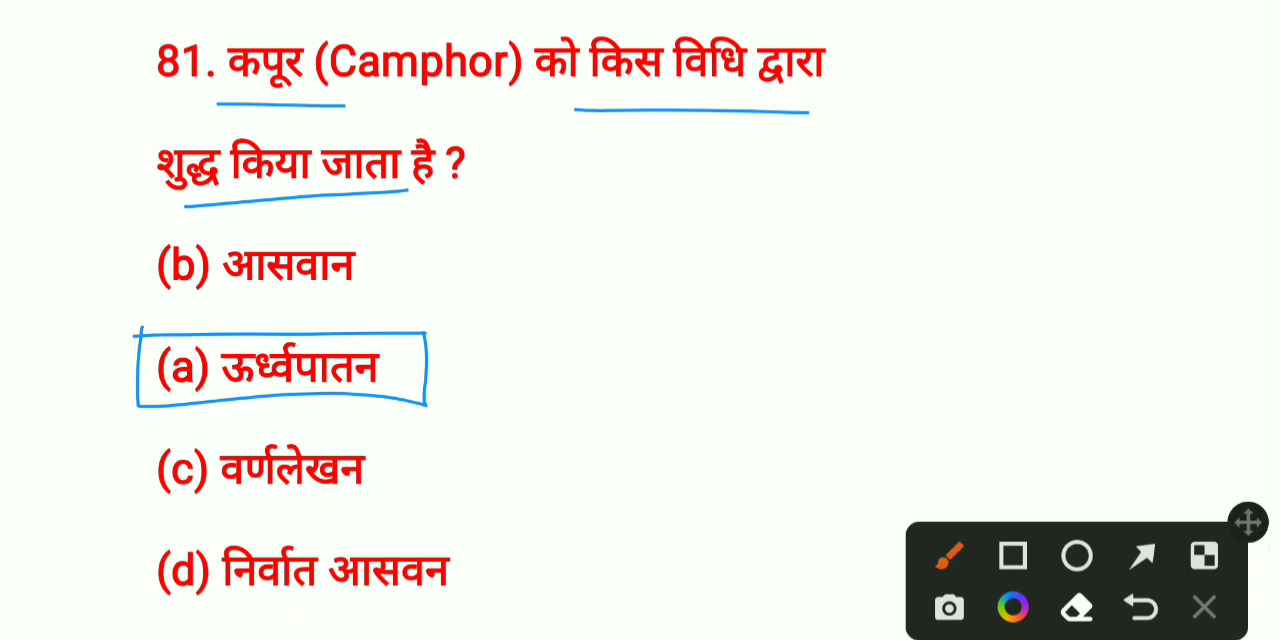 81. कपूर (Camphor) को किस विधि द्वारा
शुद्ध किया जाता है ?
(b) आसवान
(a) ऊर्ध्वपातन
(c) वर्णलेखन
(d) निर्वात आसवन